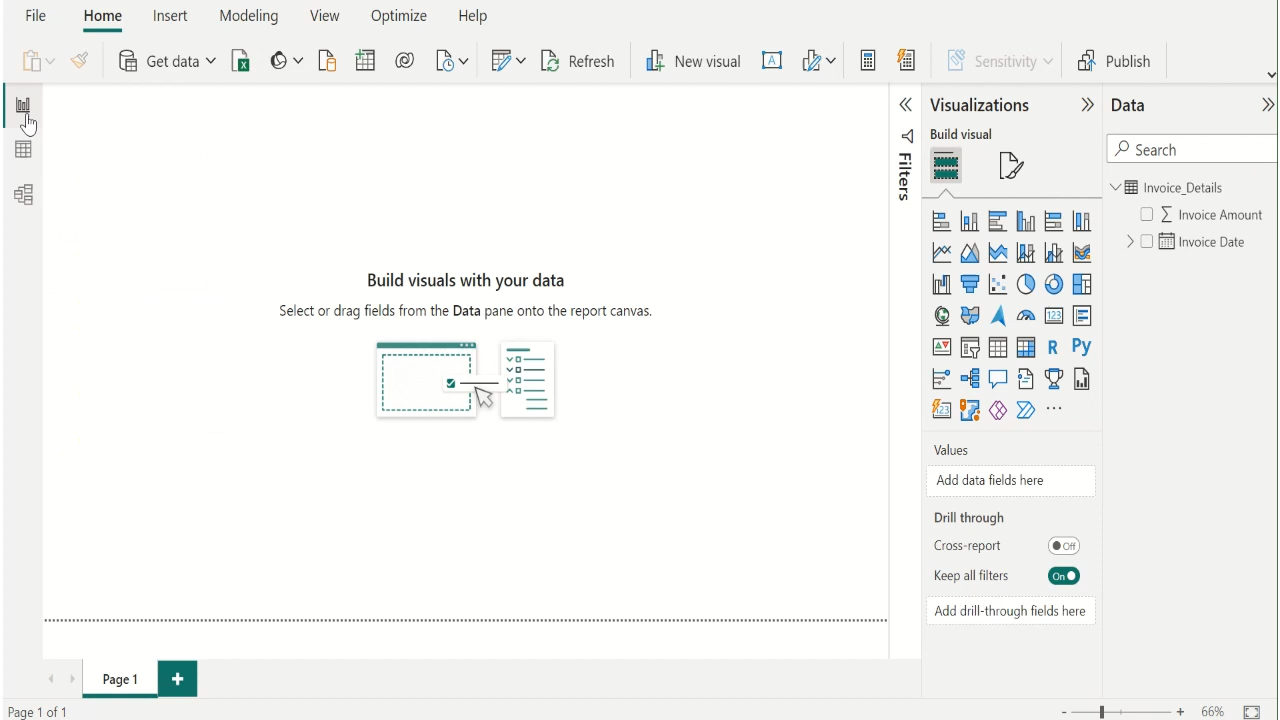 File Home Insert Modeling View Optimize Help
Get data Refresh New visual A Sensitivity Publish
Visualizations
Build visual
Filters
123
R Py
123
Values
Add data fields here
Drill through
Cross-report Off
Keep all filters On
Add drill-through fields here
Data
Search
Invoice_Details
Σ Invoice Amount
Invoice Date
Build visuals with your data
Select or drag fields from the Data pane onto the report canvas.
Page 1 +
Page 1 of 1
- + 66%